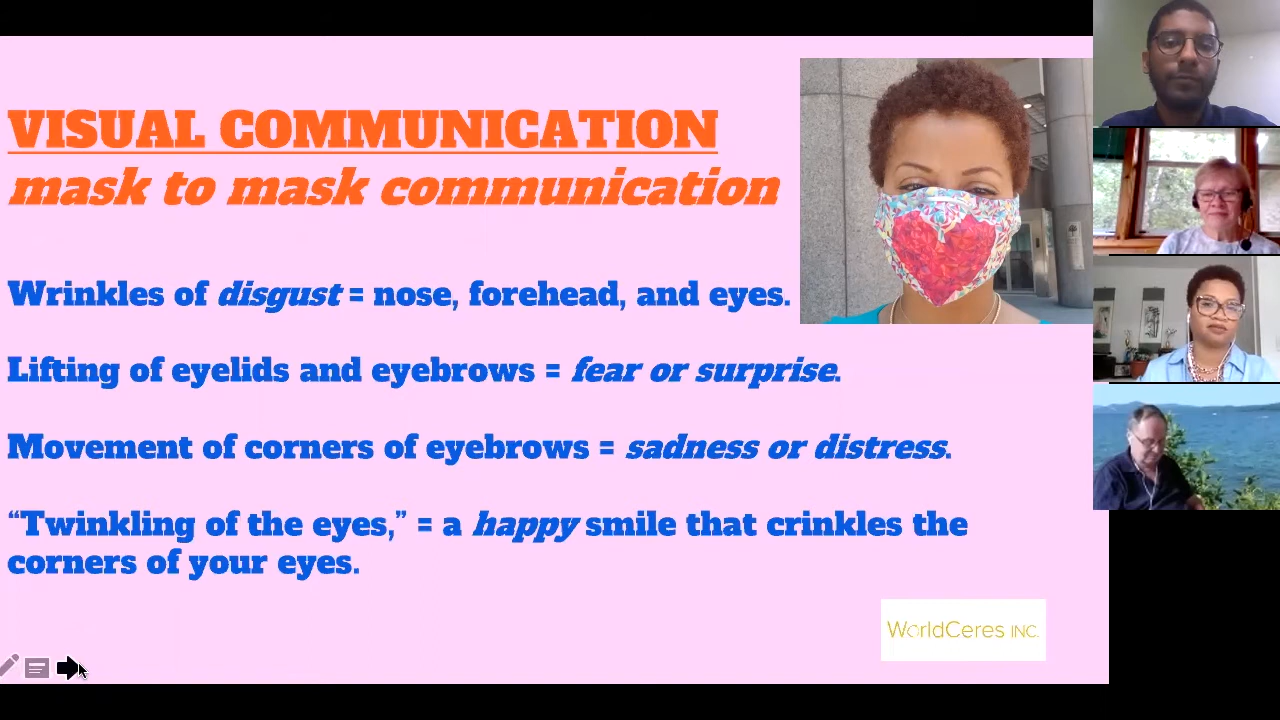 VISUAL COMMUNICATION
mask to mask communication
Wrinkles of disgust = nose, forehead, and eyes.
Lifting of eyelids and eyebrows = fear or surprise.
Movement of corners of eyebrows = sadness or distress.
“Twinkling of the eyes,” = a happy smile that crinkles the
corners of your eyes.
WorldCeres INC.